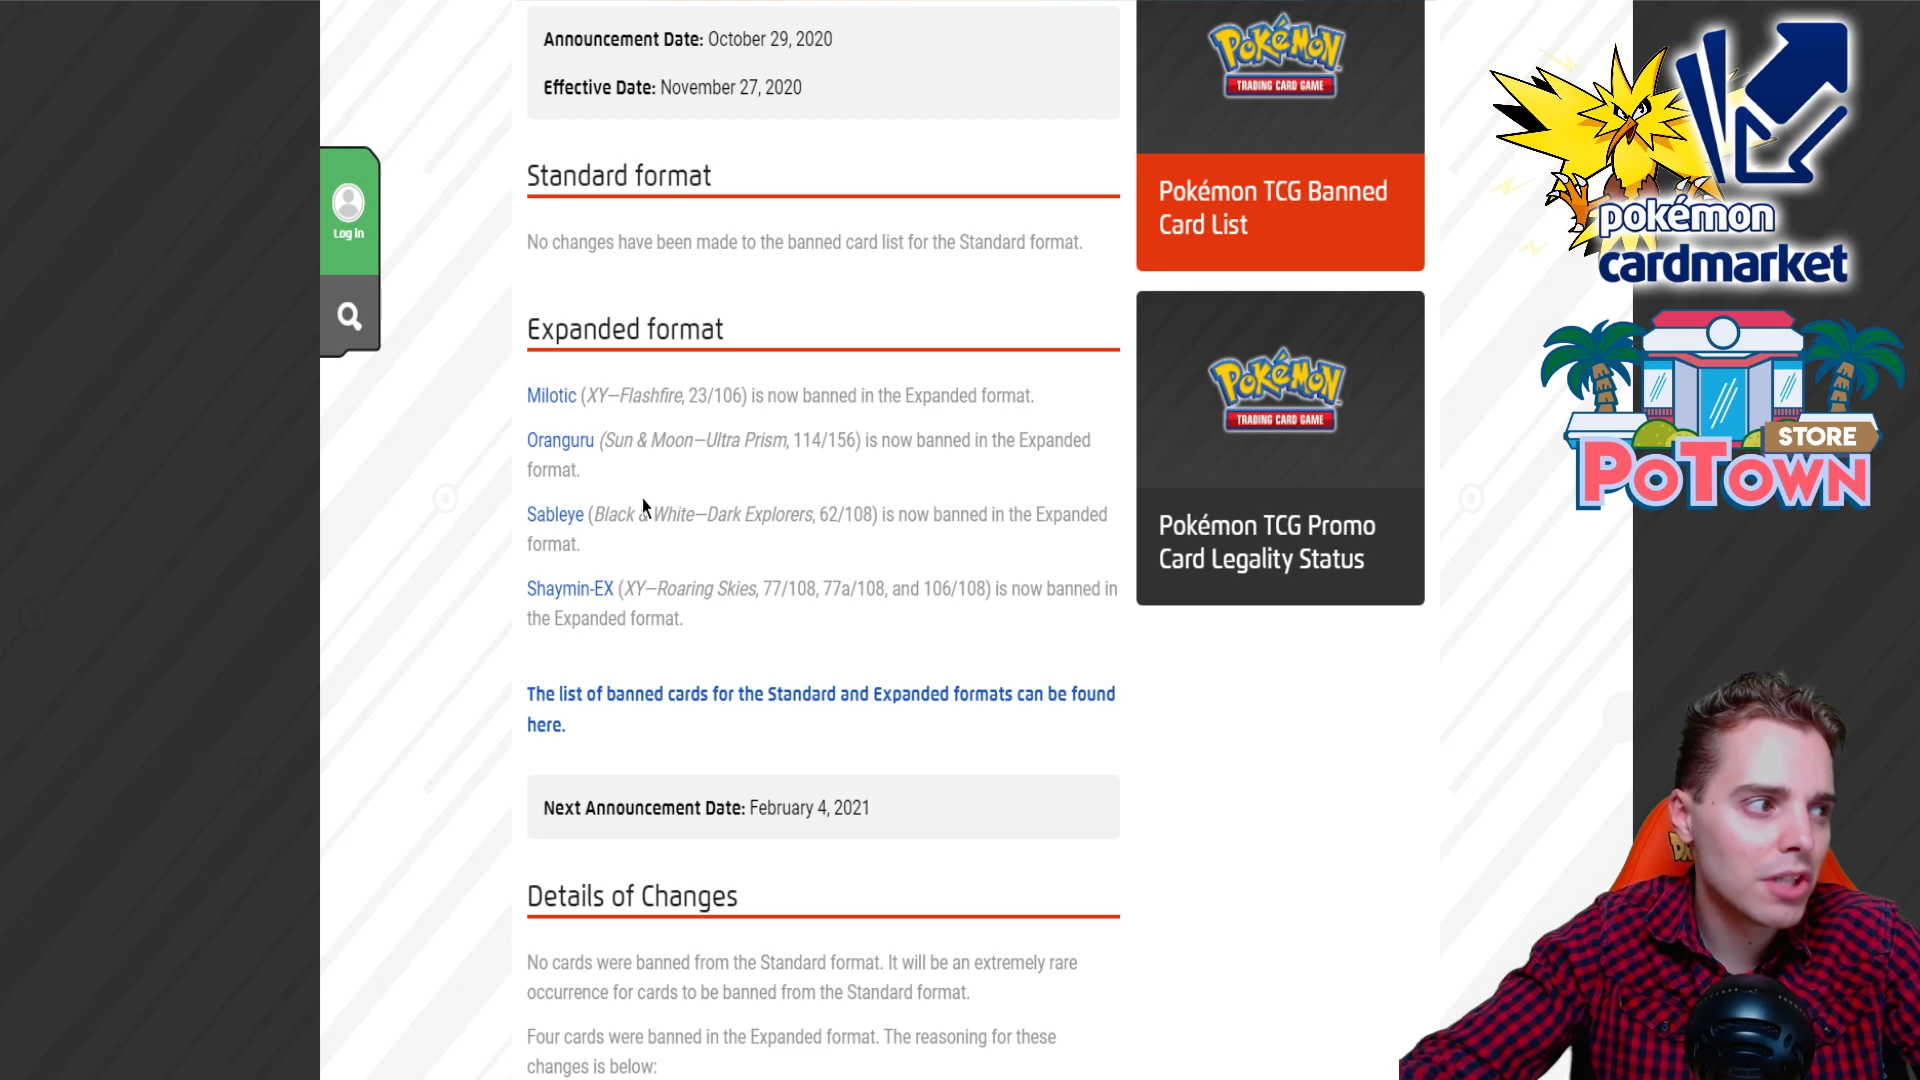 Announcement Date: October 29, 2020
Effective Date: November 27, 2020
Standard format
No changes have been made to the banned card list for the Standard format.
Expanded format
Milotic (XY—Flashfire, 23/106) is now banned in the Expanded format.
Oranguru (Sun & Moon—Ultra Prism, 114/156) is now banned in the Expanded
format.
Sableye (Black & White—Dark Explorers, 62/108) is now banned in the Expanded
format.
Shaymin-EX (XY—Roaring Skies, 77/108, 77a/108, and 106/108) is now banned in
the Expanded format.
The list of banned cards for the Standard and Expanded formats can be found
here.
Next Announcement Date: February 4, 2021
Details of Changes
No cards were banned from the Standard format. It will be an extremely rare
occurrence for cards to be banned from the Standard format.
Four cards were banned in the Expanded format. The reasoning for these
changes is below:
Log In
POKéMON
TRADING CARD GAME
Pokémon TCG Banned
Card List
POKéMON
TRADING CARD GAME
Pokémon TCG Promo
Card Legality Status
pokémon
cardmarket
STORE
PoTowN